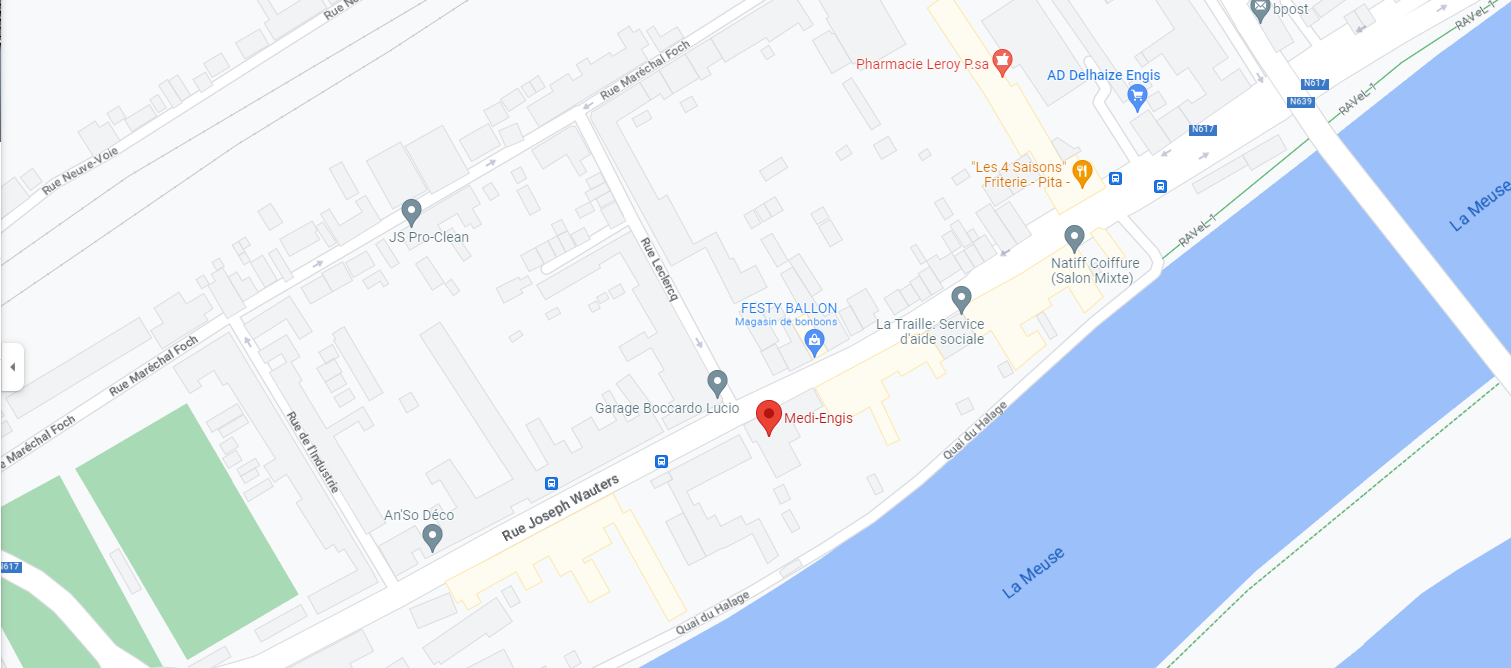 Rue No
bpost
RAVeL 1
Rue Maréchal Foch
Pharmacie Leroy P.sa
AD Delhaize Engis
N617
N639
RAVeL 1
N617
Rue Neuve-Voie
"Les 4 Saisons"
Friterie - Pita -
La Meuse
JS Pro-Clean
RAVeL 1
Rue Leclercq
Natiff Coiffure
(Salon Mixte)
FESTY BALLON
Magasin de bonbons
La Traille: Service
d'aide sociale
Rue Maréchal Foch
Garage Boccardo Lucio
Medi-Engis
e Maréchal Foch
Rue de l'Industrie
Quai du Halage
Rue Joseph Wauters
An'So Déco
N617
La Meuse
Quai du Halage